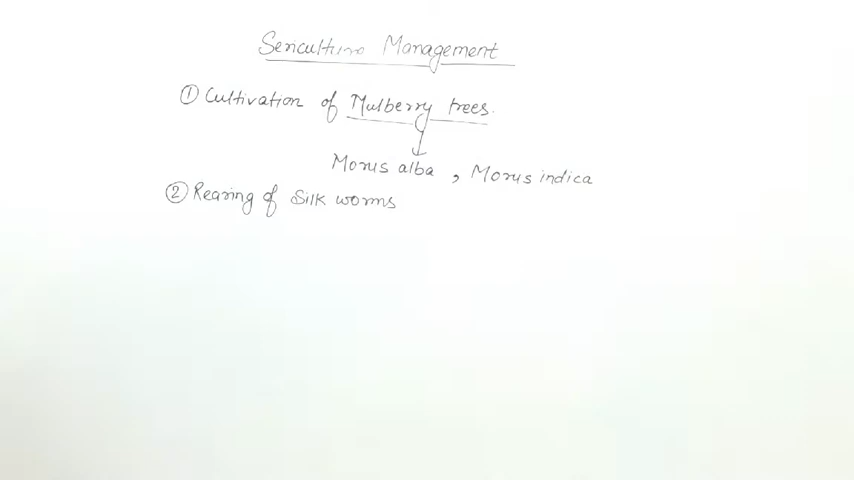 Sericulture Management
① Cultivation of Mulberry trees.
Morus alba, Morus indica
② Rearing of Silk worms